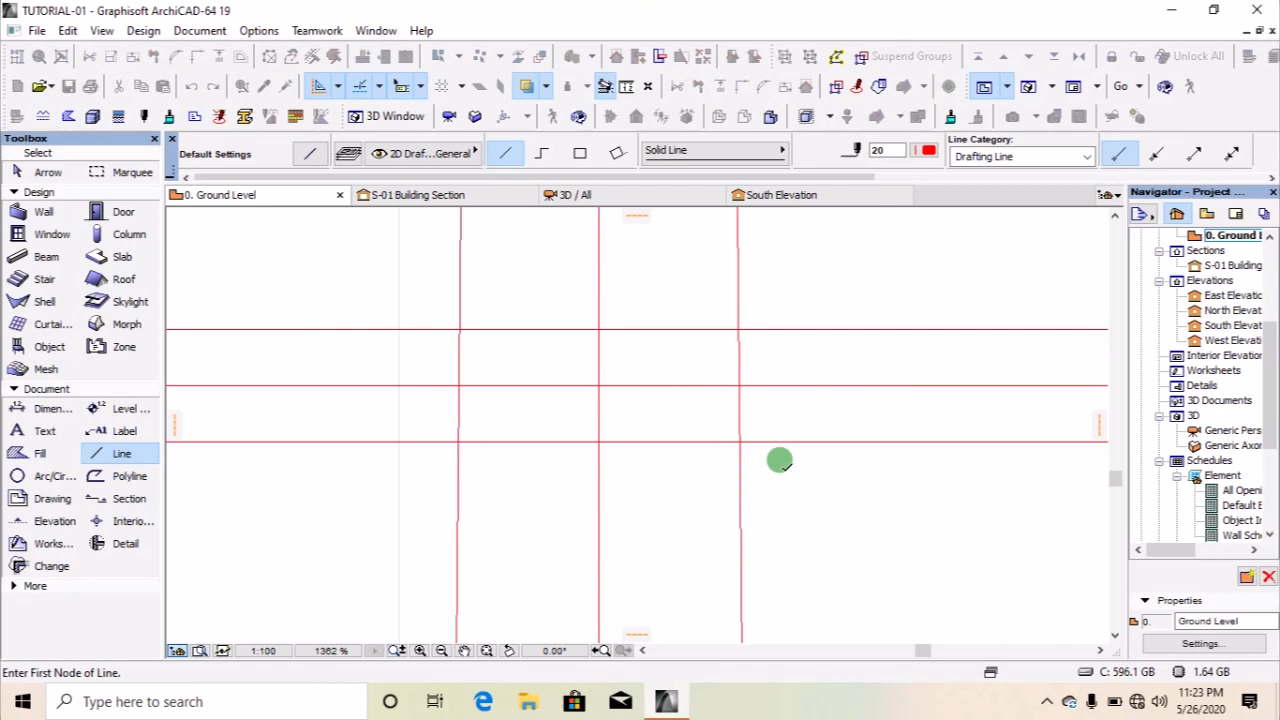 TUTORIAL-01 - Graphisoft ArchiCAD-64 19
File Edit View Design Document Options Teamwork Window Help
Suspend Groups
Unlock All
Go
3D Window
Toolbox
Select
Arrow Marquee
Design
Wall Door
Window Column
Beam Slab
Stair Roof
Shell Skylight
Curtai... Morph
Object Zone
Mesh
Document
Dimen... Level ...
Text Label
Fill Line
Arc/Cir... Polyline
Drawing Section
Elevation Interio...
Works... Detail
Change
More
Default Settings
2D Draf...General
Solid Line
20
Line Category:
Drafting Line
0. Ground Level
S-01 Building Section
3D / All
South Elevation
Navigator - Project ...
0. Ground l
Sections
S-01 Building
Elevations
East Elevatic
North Elevat
South Elevat
West Elevati
Interior Elevation
Worksheets
Details
3D Documents
3D
Generic Pers
Generic Axor
Schedules
Element
All Openi
Default E
Object In
Wall Sch
Properties
0. Ground Level
Settings...
1:100
1362 %
0.00°
Enter First Node of Line.
C: 596.1 GB
1.64 GB
Type here to search
11:23 PM
5/26/2020